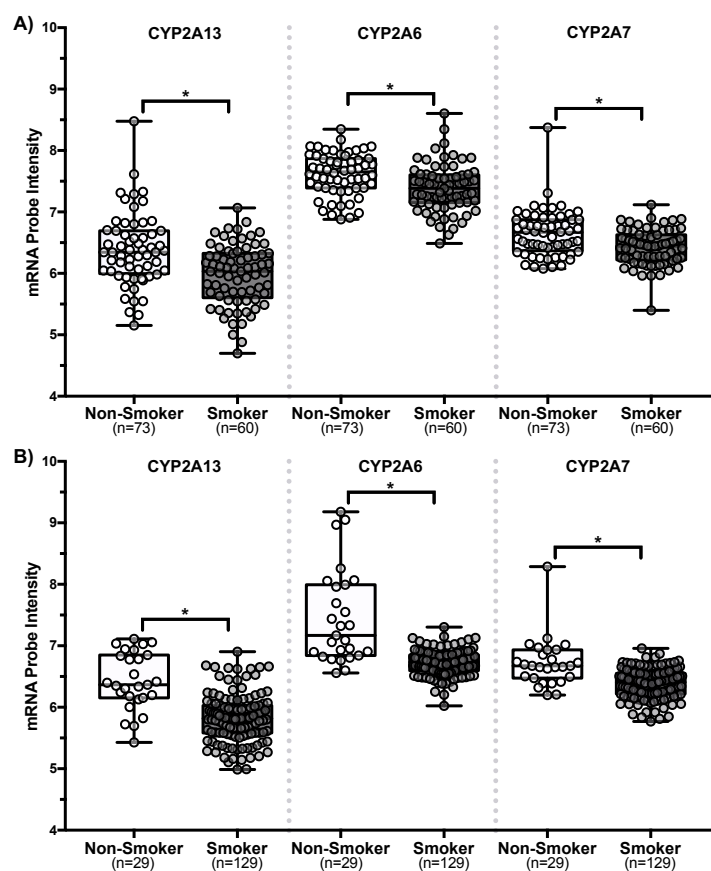 A)
CYP2A13 CYP2A6 CYP2A7
* * *
mRNA Probe Intensity
10
9
8
7
6
5
4
Non-Smoker Smoker Non-Smoker Smoker Non-Smoker Smoker
(n=73) (n=60) (n=73) (n=60) (n=73) (n=60)
B)
CYP2A13 CYP2A6 CYP2A7
* * *
mRNA Probe Intensity
10
9
8
7
6
5
4
Non-Smoker Smoker Non-Smoker Smoker Non-Smoker Smoker
(n=29) (n=129) (n=29) (n=129) (n=29) (n=129)